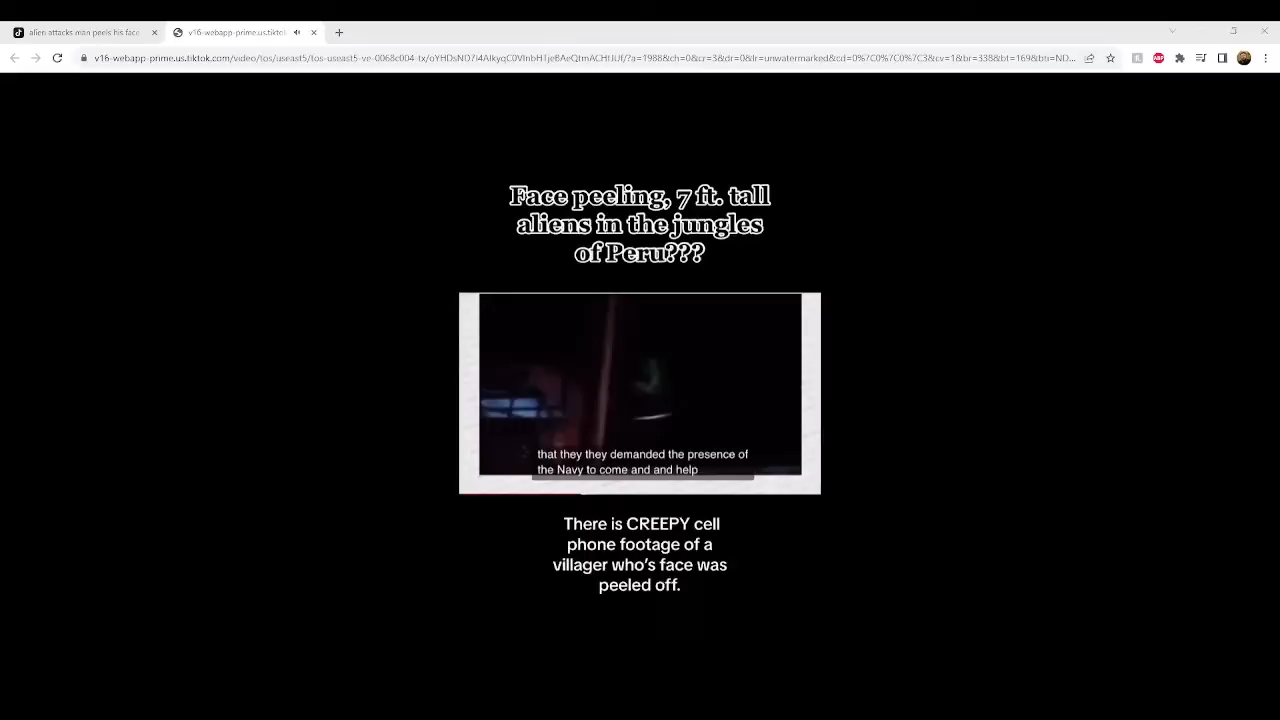 alien attacks man peels his face
v16-webapp-prime.us.tiktok
Face peeling, 7 ft. tall
aliens in the jungles
of Peru???
that they they demanded the presence of
the Navy to come and and help
There is CREEPY cell
phone footage of a
villager who's face was
peeled off.